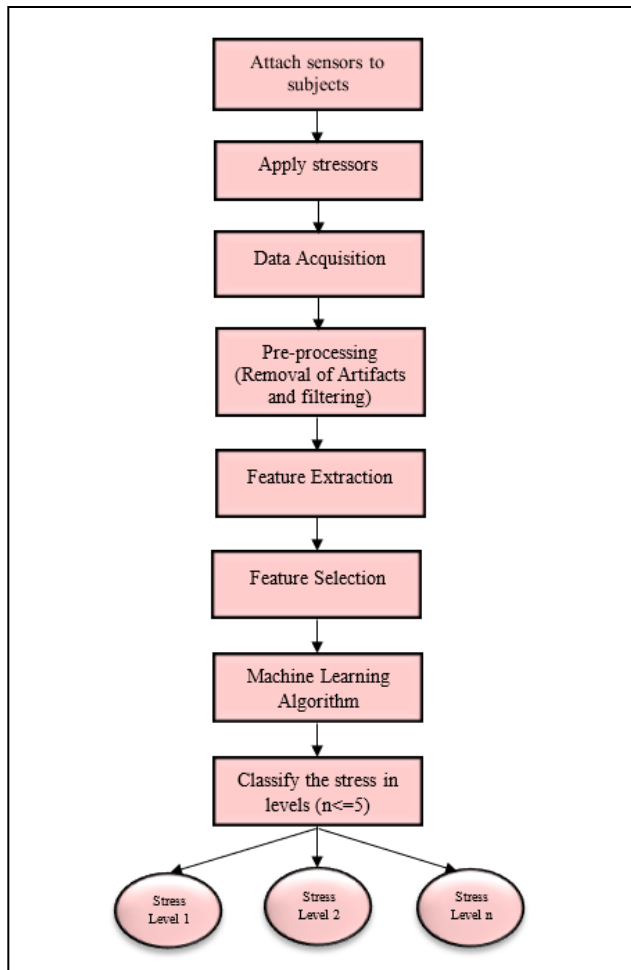 Attach sensors to
subjects
Apply stressors
Data Acquisition
Pre-processing
(Removal of Artifacts
and filtering)
Feature Extraction
Feature Selection
Machine Learning
Algorithm
Classify the stress in
levels (n<=5)
Stress
Level 1
Stress
Level 2
Stress
Level n